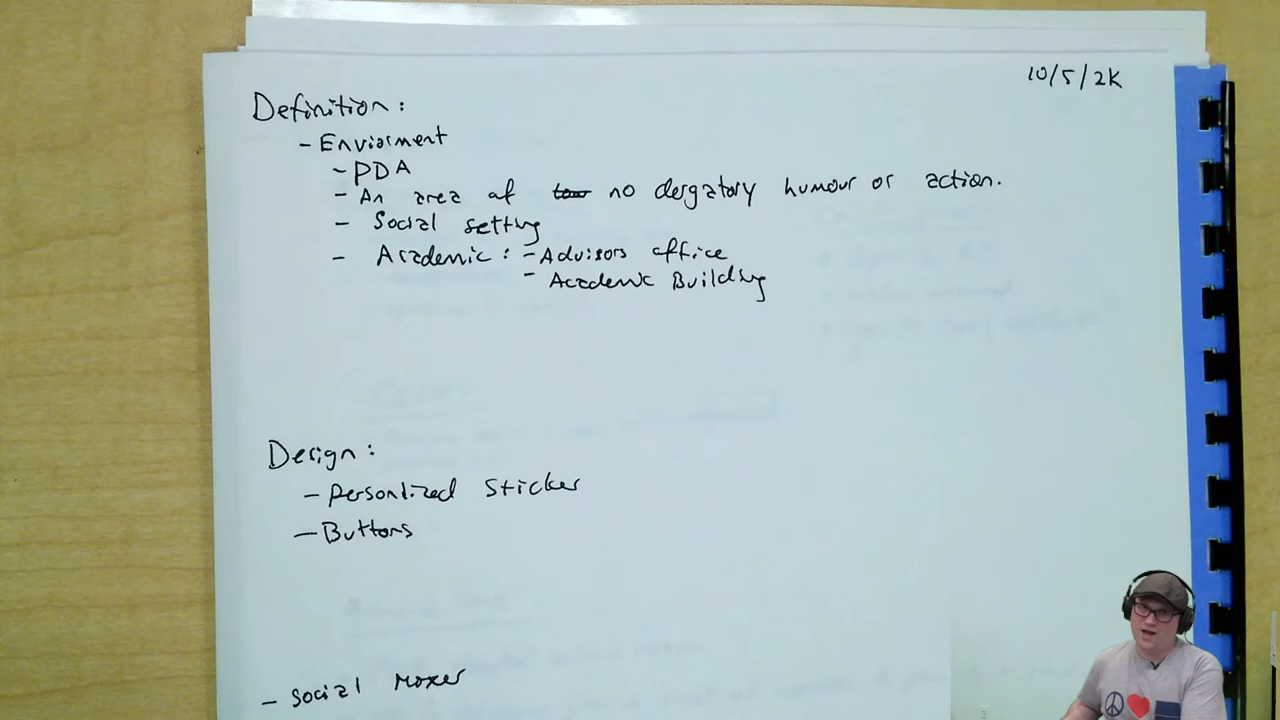 10/5/2K
Definition:
- Enviorment
- PDA
- An area of no dergatory humour or action.
- Social setting
- Academic: - Advisors office
- Academic Building
Design:
- Personlized Sticker
- Buttons
- Social Moxer